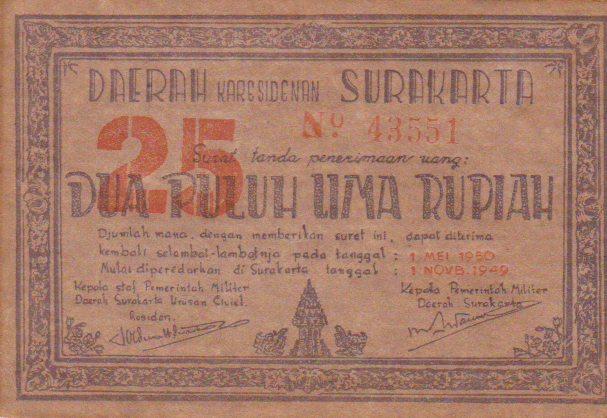 DAERAH KARESIDENAN SURAKARTA
25
No 43551
Surat tanda penerimaan uang:
DUA PULUH LIMA RUPIAH
Djumlah mana, dengan memberikan suret ini, dapat diterima
kembali selambat-lambatnja pada tanggal : 1 MEI 1950
Mulai diperedarkan di Surakarta tanggal : 1 NOVB. 1949
Kepala staf Pemerintah Militer
Daerah Surakarta Urusan Civiel.
Residen.
Kepala Pemerintah Militer
Daerah Surakarta